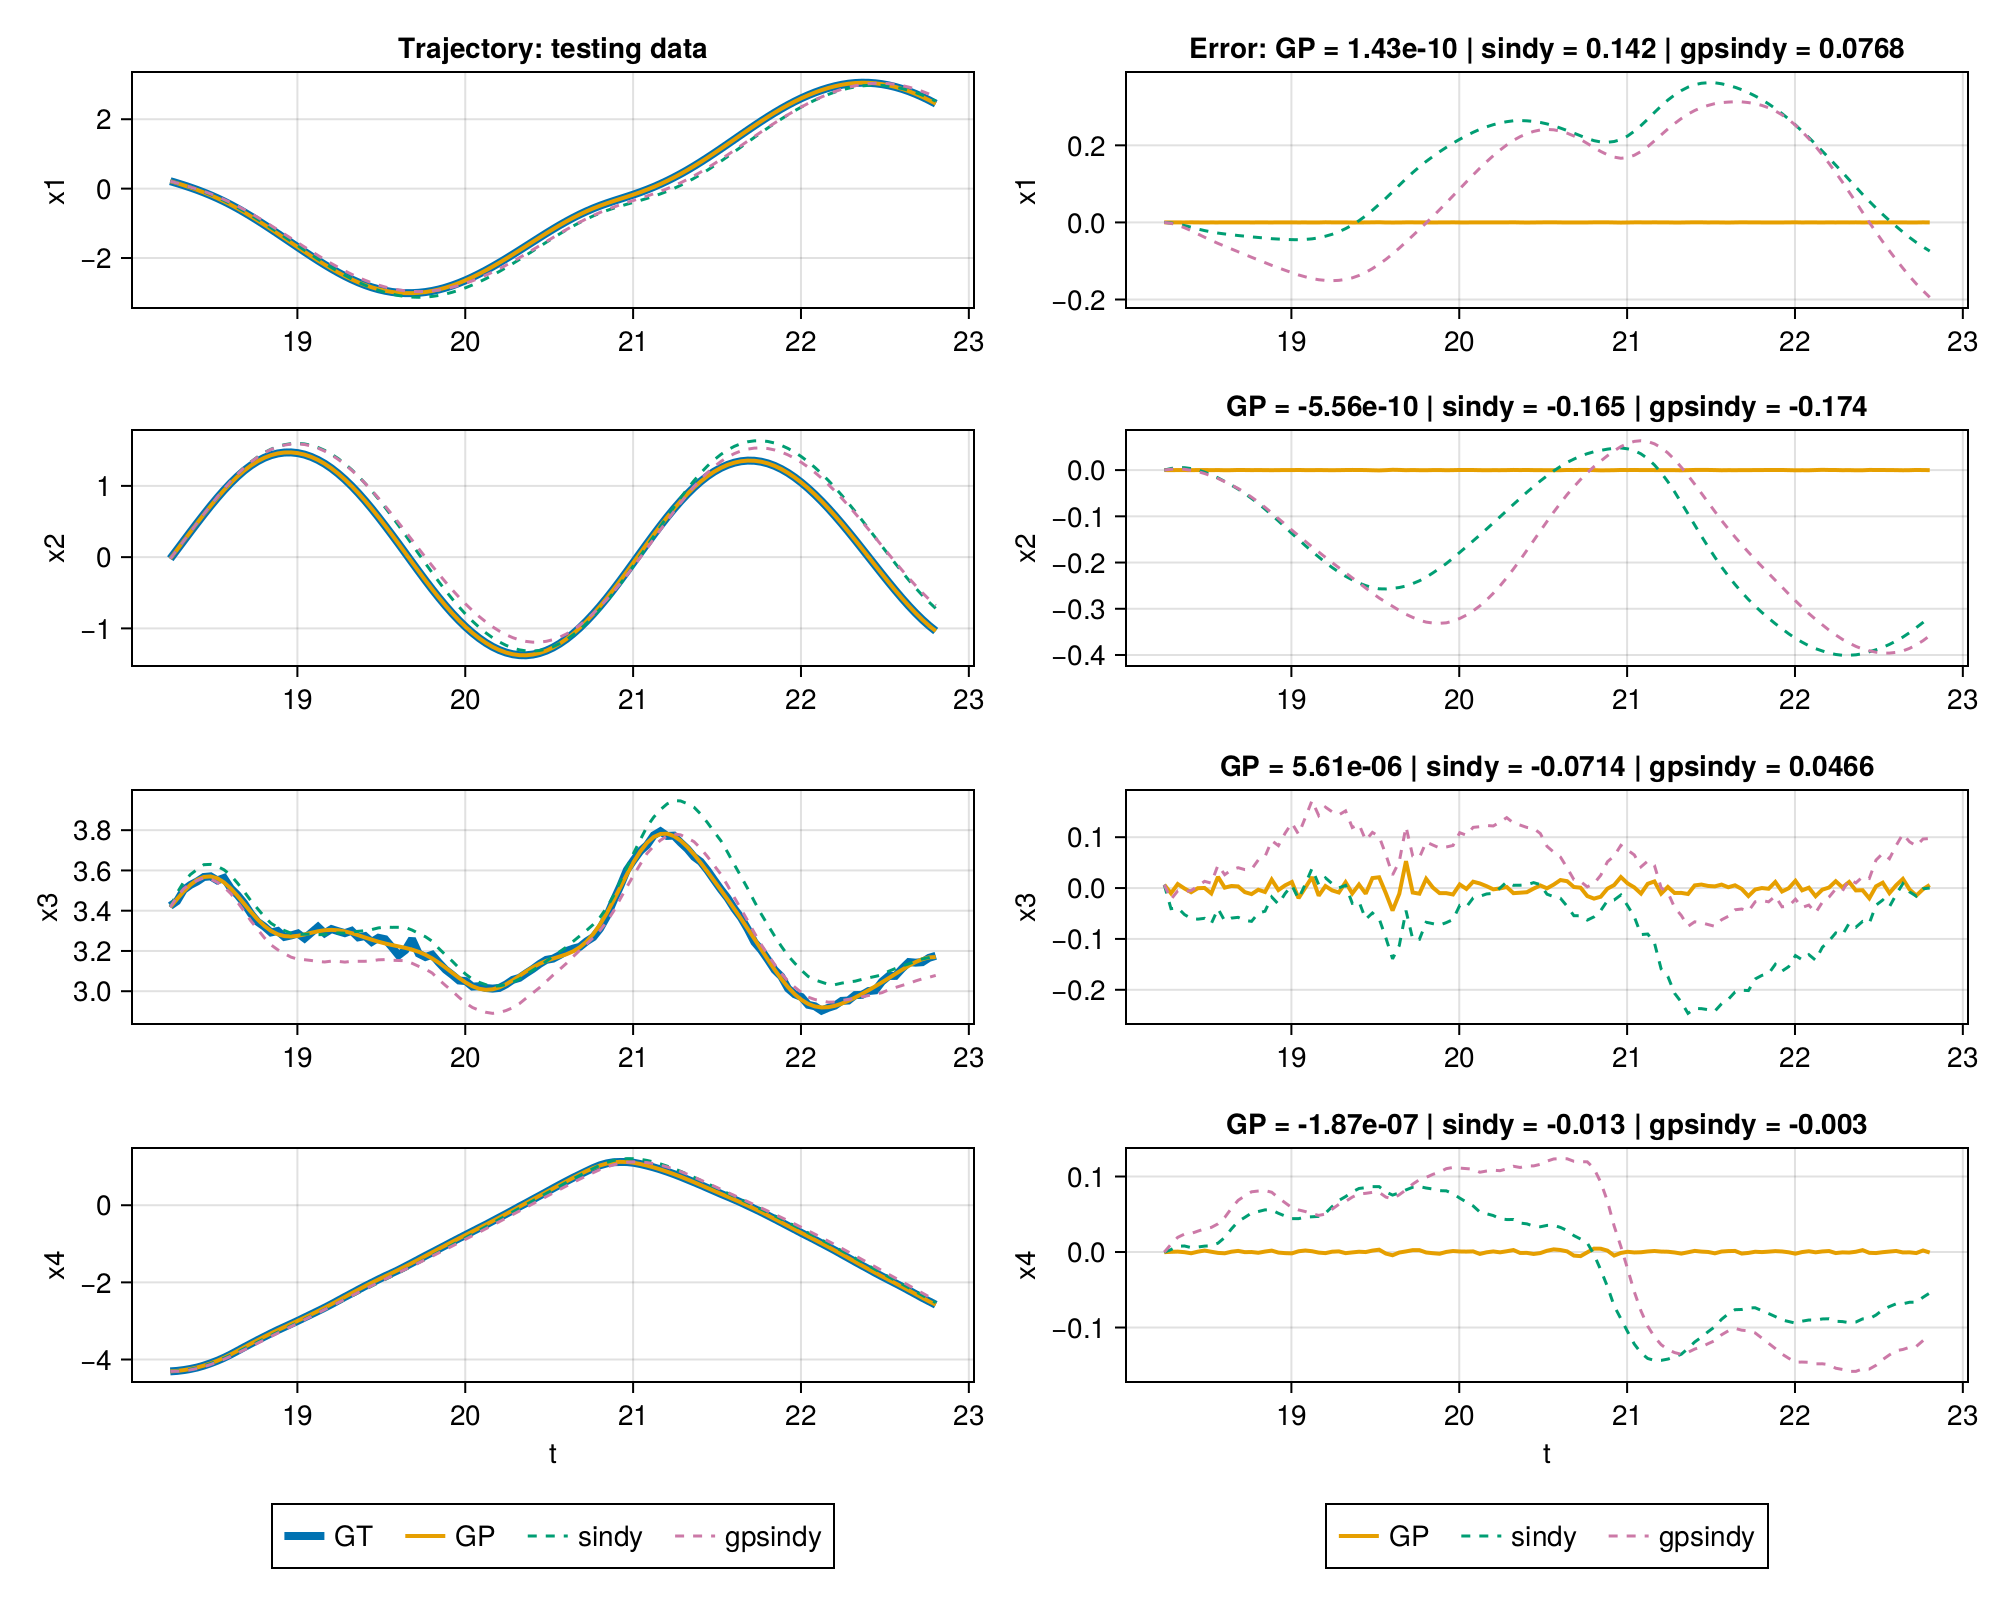 Trajectory: testing data
Error: GP = 1.43e-10 | sindy = 0.142 | gpsindy = 0.0768
x1
2
0
−2
19 20 21 22 23
x1
0.2
0.0
−0.2
19 20 21 22 23
GP = -5.56e-10 | sindy = -0.165 | gpsindy = -0.174
x2
1
0
−1
19 20 21 22 23
x2
0.0
−0.1
−0.2
−0.3
−0.4
19 20 21 22 23
GP = 5.61e-06 | sindy = -0.0714 | gpsindy = 0.0466
x3
3.8
3.6
3.4
3.2
3.0
19 20 21 22 23
x3
0.1
0.0
−0.1
−0.2
19 20 21 22 23
GP = -1.87e-07 | sindy = -0.013 | gpsindy = -0.003
x4
0
−2
−4
19 20 21 22 23
t
x4
0.1
0.0
−0.1
19 20 21 22 23
t
GT GP sindy gpsindy
GP sindy gpsindy